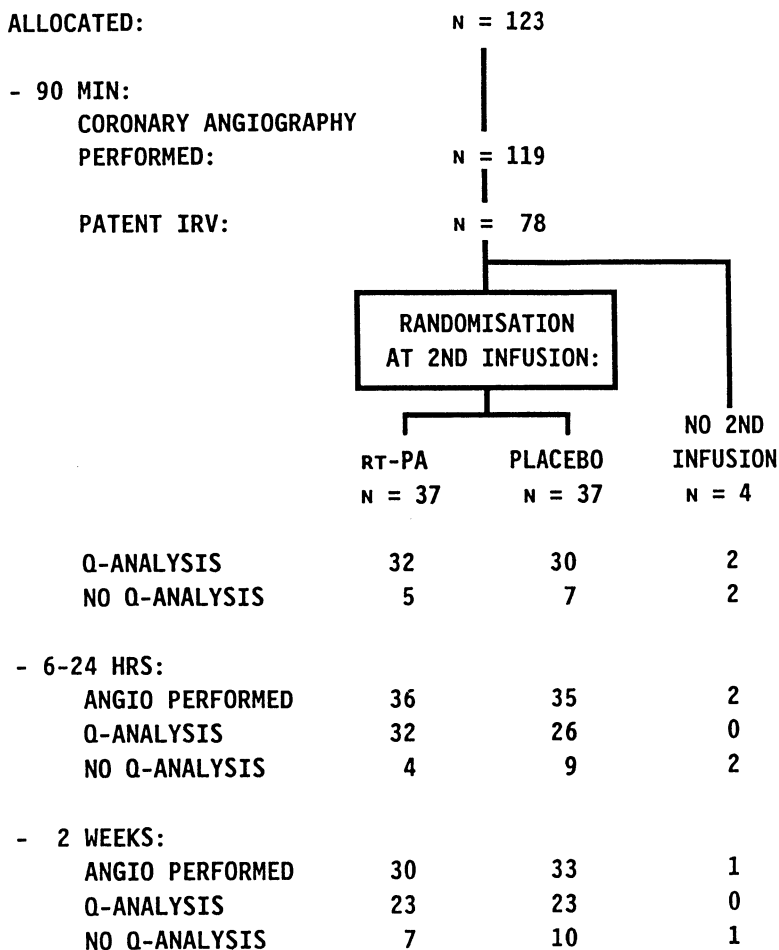 ALLOCATED: N = 123
- 90 MIN:
CORONARY ANGIOGRAPHY
PERFORMED: N = 119
PATENT IRV: N = 78
RANDOMISATION
AT 2ND INFUSION:
NO 2ND
RT-PA PLACEBO INFUSION
N = 37 N = 37 N = 4
Q-ANALYSIS 32 30 2
NO Q-ANALYSIS 5 7 2
- 6-24 HRS:
ANGIO PERFORMED 36 35 2
Q-ANALYSIS 32 26 0
NO Q-ANALYSIS 4 9 2
- 2 WEEKS:
ANGIO PERFORMED 30 33 1
Q-ANALYSIS 23 23 0
NO Q-ANALYSIS 7 10 1